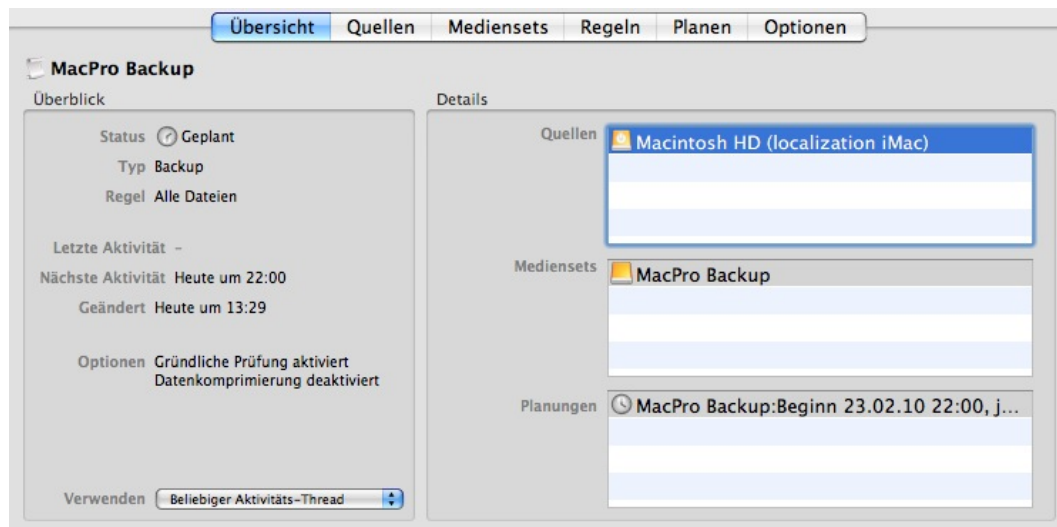 Übersicht Quellen Mediensets Regeln Planen Optionen
MacPro Backup
Überblick
Status Geplant
Typ Backup
Regel Alle Dateien
Letzte Aktivität -
Nächste Aktivität Heute um 22:00
Geändert Heute um 13:29
Optionen Gründliche Prüfung aktiviert
Datenkomprimierung deaktiviert
Verwenden Beliebiger Aktivitäts-Thread
Details
Quellen Macintosh HD (localization iMac)
Mediensets MacPro Backup
Planungen MacPro Backup:Beginn 23.02.10 22:00, j...